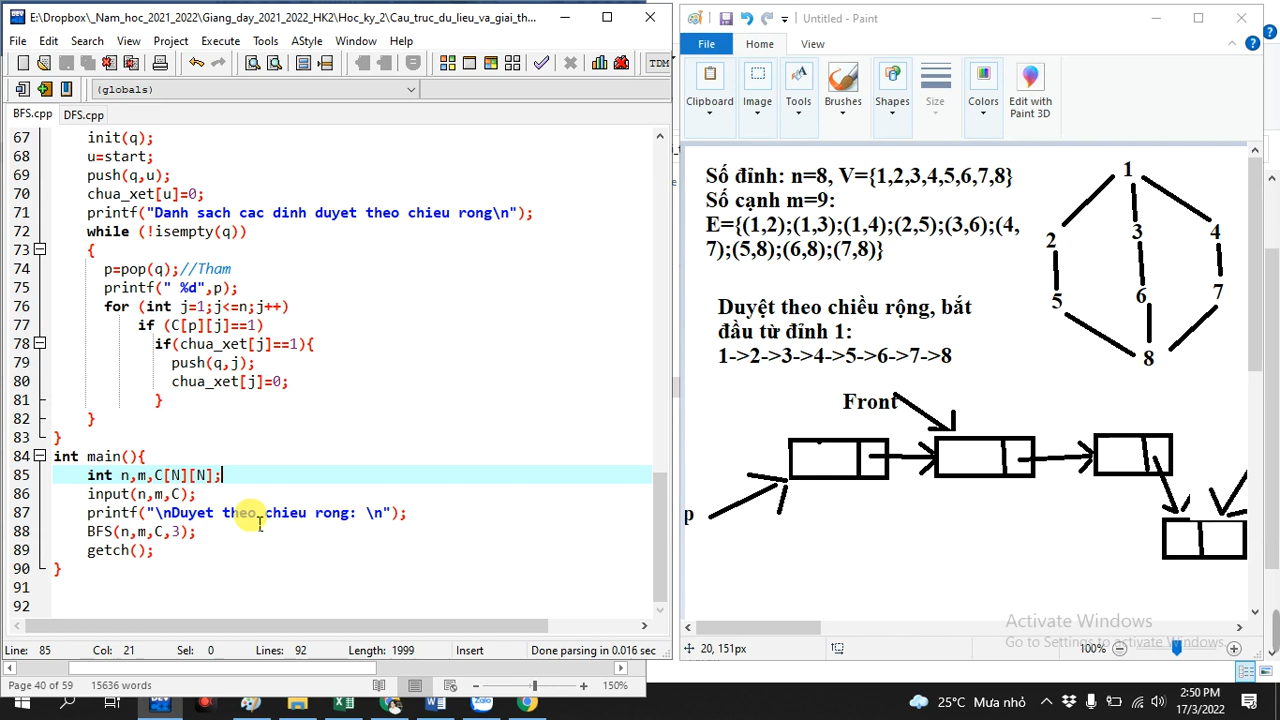 E:\Dropbox\_Nam_hoc_2021_2022\Giang_day_2021_2022_HK2\Hoc_ky_2\Cau_truc_du_lieu_va_giai_th...
File Edit Search View Project Execute Tools AStyle Window Help
TDM
(globals)
BFS.cpp DFS.cpp
67 init(q);
68 u=start;
69 push(q,u);
70 chua_xet[u]=0;
71 printf("Danh sach cac dinh duyet theo chieu rong\n");
72 while (!isempty(q))
73 {
74 p=pop(q);//Tham
75 printf(" %d",p);
76 for (int j=1;j<=n;j++)
77 if (C[p][j]==1)
78 if(chua_xet[j]==1){
79 push(q,j);
80 chua_xet[j]=0;
81 }
82 }
83 }
84 int main(){
85 int n,m,C[N][N];
86 input(n,m,C);
87 printf("\nDuyet theo chieu rong: \n");
88 BFS(n,m,C,3);
89 getch();
90 }
91
92
Line: 85 Col: 21 Sel: 0 Lines: 92 Length: 1999 Insert Done parsing in 0.016 sec
Page 40 of 59 15636 words 150%
Untitled - Paint
File Home View
Clipboard Image Tools Brushes Shapes Size Colors Edit with Paint 3D
Số đỉnh: n=8, V={1,2,3,4,5,6,7,8}
Số cạnh m=9:
E={(1,2);(1,3);(1,4);(2,5);(3,6);(4,
7);(5,8);(6,8);(7,8)}
Duyệt theo chiều rộng, bắt
đầu từ đỉnh 1:
1->2->3->4->5->6->7->8
1
2 3 4
5 6 7
8
Front
p
Activate Windows
Go to Settings to activate Windows.
20, 151px 100%
25°C Mưa nhỏ
2:50 PM
17/3/2022